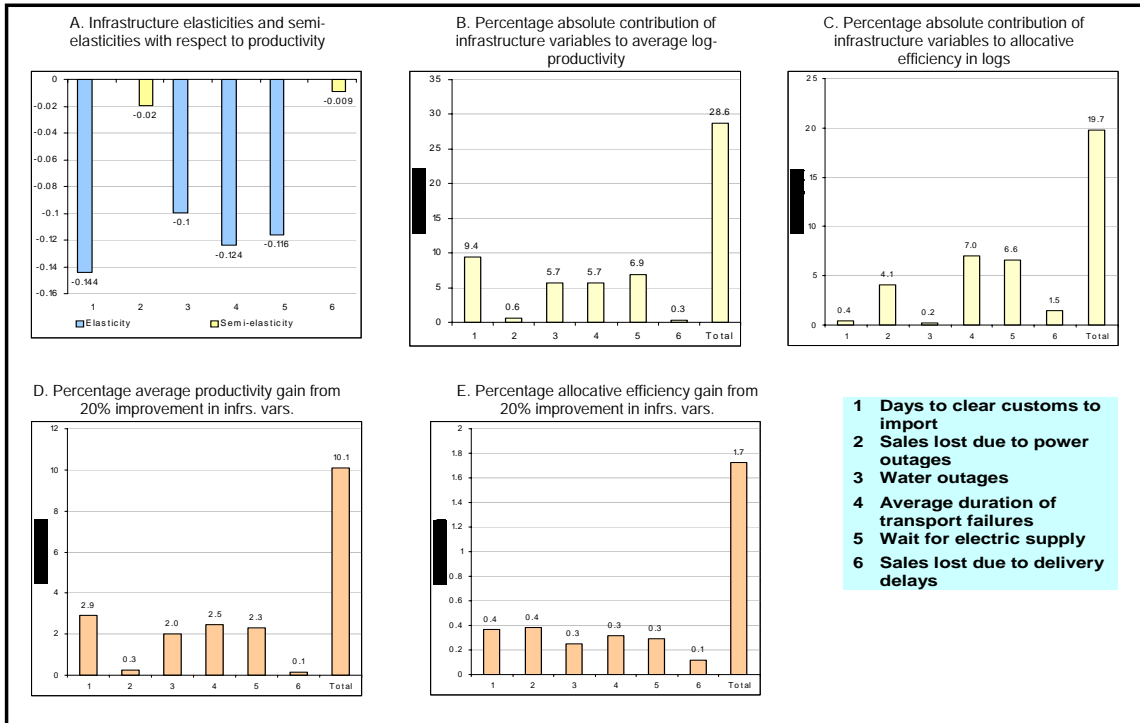 A. Infrastructure elasticities and semi-
elasticities with respect to productivity
0
-0.02
-0.04
-0.06
-0.08
-0.1
-0.12
-0.14
-0.16
-0.144
-0.02
-0.1
-0.124
-0.116
-0.009
1 2 3 4 5 6
Elasticity Semi-elasticity
B. Percentage absolute contribution of
infrastructure variables to average log-
productivity
35
30
25
20
15
10
5
0
9.4
0.6
5.7
5.7
6.9
0.3
28.6
1 2 3 4 5 6 Total
C. Percentage absolute contribution of
infrastructure variables to allocative
efficiency in logs
25
20
15
10
5
0
0.4
4.1
0.2
7.0
6.6
1.5
19.7
1 2 3 4 5 6 Total
D. Percentage average productivity gain from
20% improvement in infrs. vars.
12
10
8
6
4
2
0
2.9
0.3
2.0
2.5
2.3
0.1
10.1
1 2 3 4 5 6 Total
E. Percentage allocative efficiency gain from
20% improvement in infrs. vars.
2
1.8
1.6
1.4
1.2
1
0.8
0.6
0.4
0.2
0
0.4
0.4
0.3
0.3
0.3
0.1
1.7
1 2 3 4 5 6 Total
1 Days to clear customs to
import
2 Sales lost due to power
outages
3 Water outages
4 Average duration of
transport failures
5 Wait for electric supply
6 Sales lost due to delivery
delays